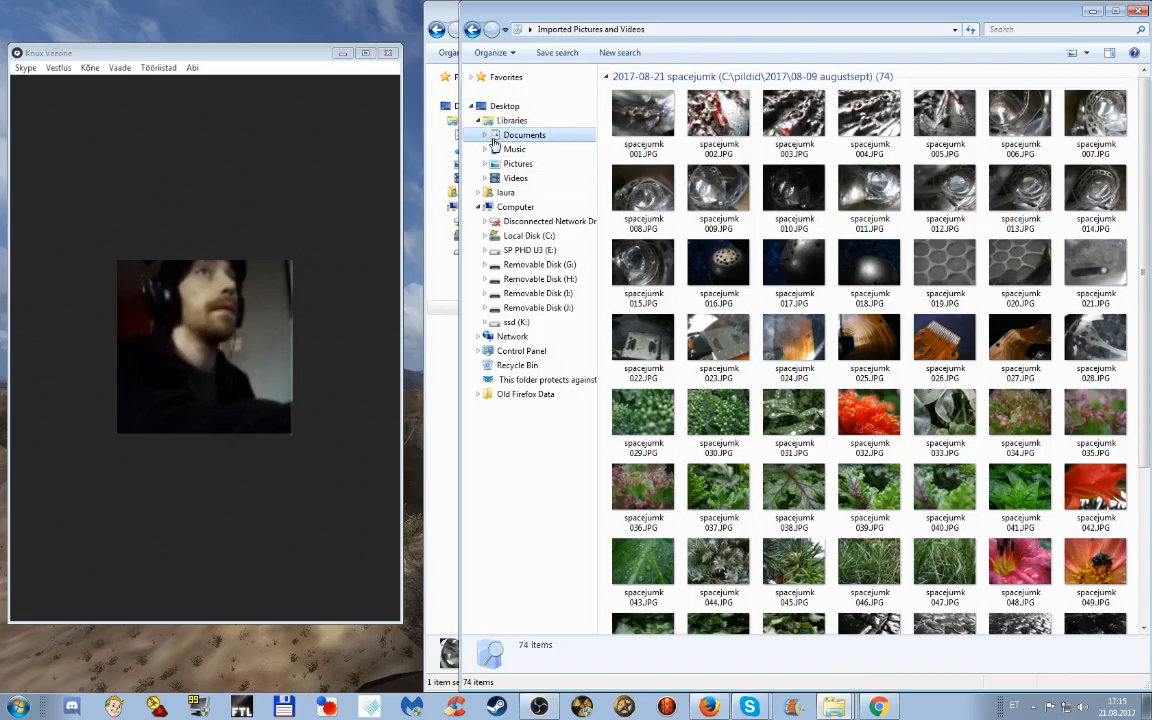 Knux Veeone
Skype Vestlus Kõne Vaade Tööriistad Abi
Imported Pictures and Videos
Search
Organize Save search New search
Favorites
Desktop
Libraries
Documents
Music
Pictures
Videos
laura
Computer
Disconnected Network Dr
Local Disk (C:)
SP PHD U3 (E:)
Removable Disk (G:)
Removable Disk (H:)
Removable Disk (I:)
Removable Disk (J:)
ssd (K:)
Network
Control Panel
Recycle Bin
This folder protects against
Old Firefox Data
2017-08-21 spacejumk (C:\pildid\2017\08-09 augustsept) (74)
spacejumk 001.JPG
spacejumk 002.JPG
spacejumk 003.JPG
spacejumk 004.JPG
spacejumk 005.JPG
spacejumk 006.JPG
spacejumk 007.JPG
spacejumk 008.JPG
spacejumk 009.JPG
spacejumk 010.JPG
spacejumk 011.JPG
spacejumk 012.JPG
spacejumk 013.JPG
spacejumk 014.JPG
spacejumk 015.JPG
spacejumk 016.JPG
spacejumk 017.JPG
spacejumk 018.JPG
spacejumk 019.JPG
spacejumk 020.JPG
spacejumk 021.JPG
spacejumk 022.JPG
spacejumk 023.JPG
spacejumk 024.JPG
spacejumk 025.JPG
spacejumk 026.JPG
spacejumk 027.JPG
spacejumk 028.JPG
spacejumk 029.JPG
spacejumk 030.JPG
spacejumk 031.JPG
spacejumk 032.JPG
spacejumk 033.JPG
spacejumk 034.JPG
spacejumk 035.JPG
spacejumk 036.JPG
spacejumk 037.JPG
spacejumk 038.JPG
spacejumk 039.JPG
spacejumk 040.JPG
spacejumk 041.JPG
spacejumk 042.JPG
spacejumk 043.JPG
spacejumk 044.JPG
spacejumk 045.JPG
spacejumk 046.JPG
spacejumk 047.JPG
spacejumk 048.JPG
spacejumk 049.JPG
74 items
1 item se
74 items
99
FTL
ET
17:15
21.08.2017